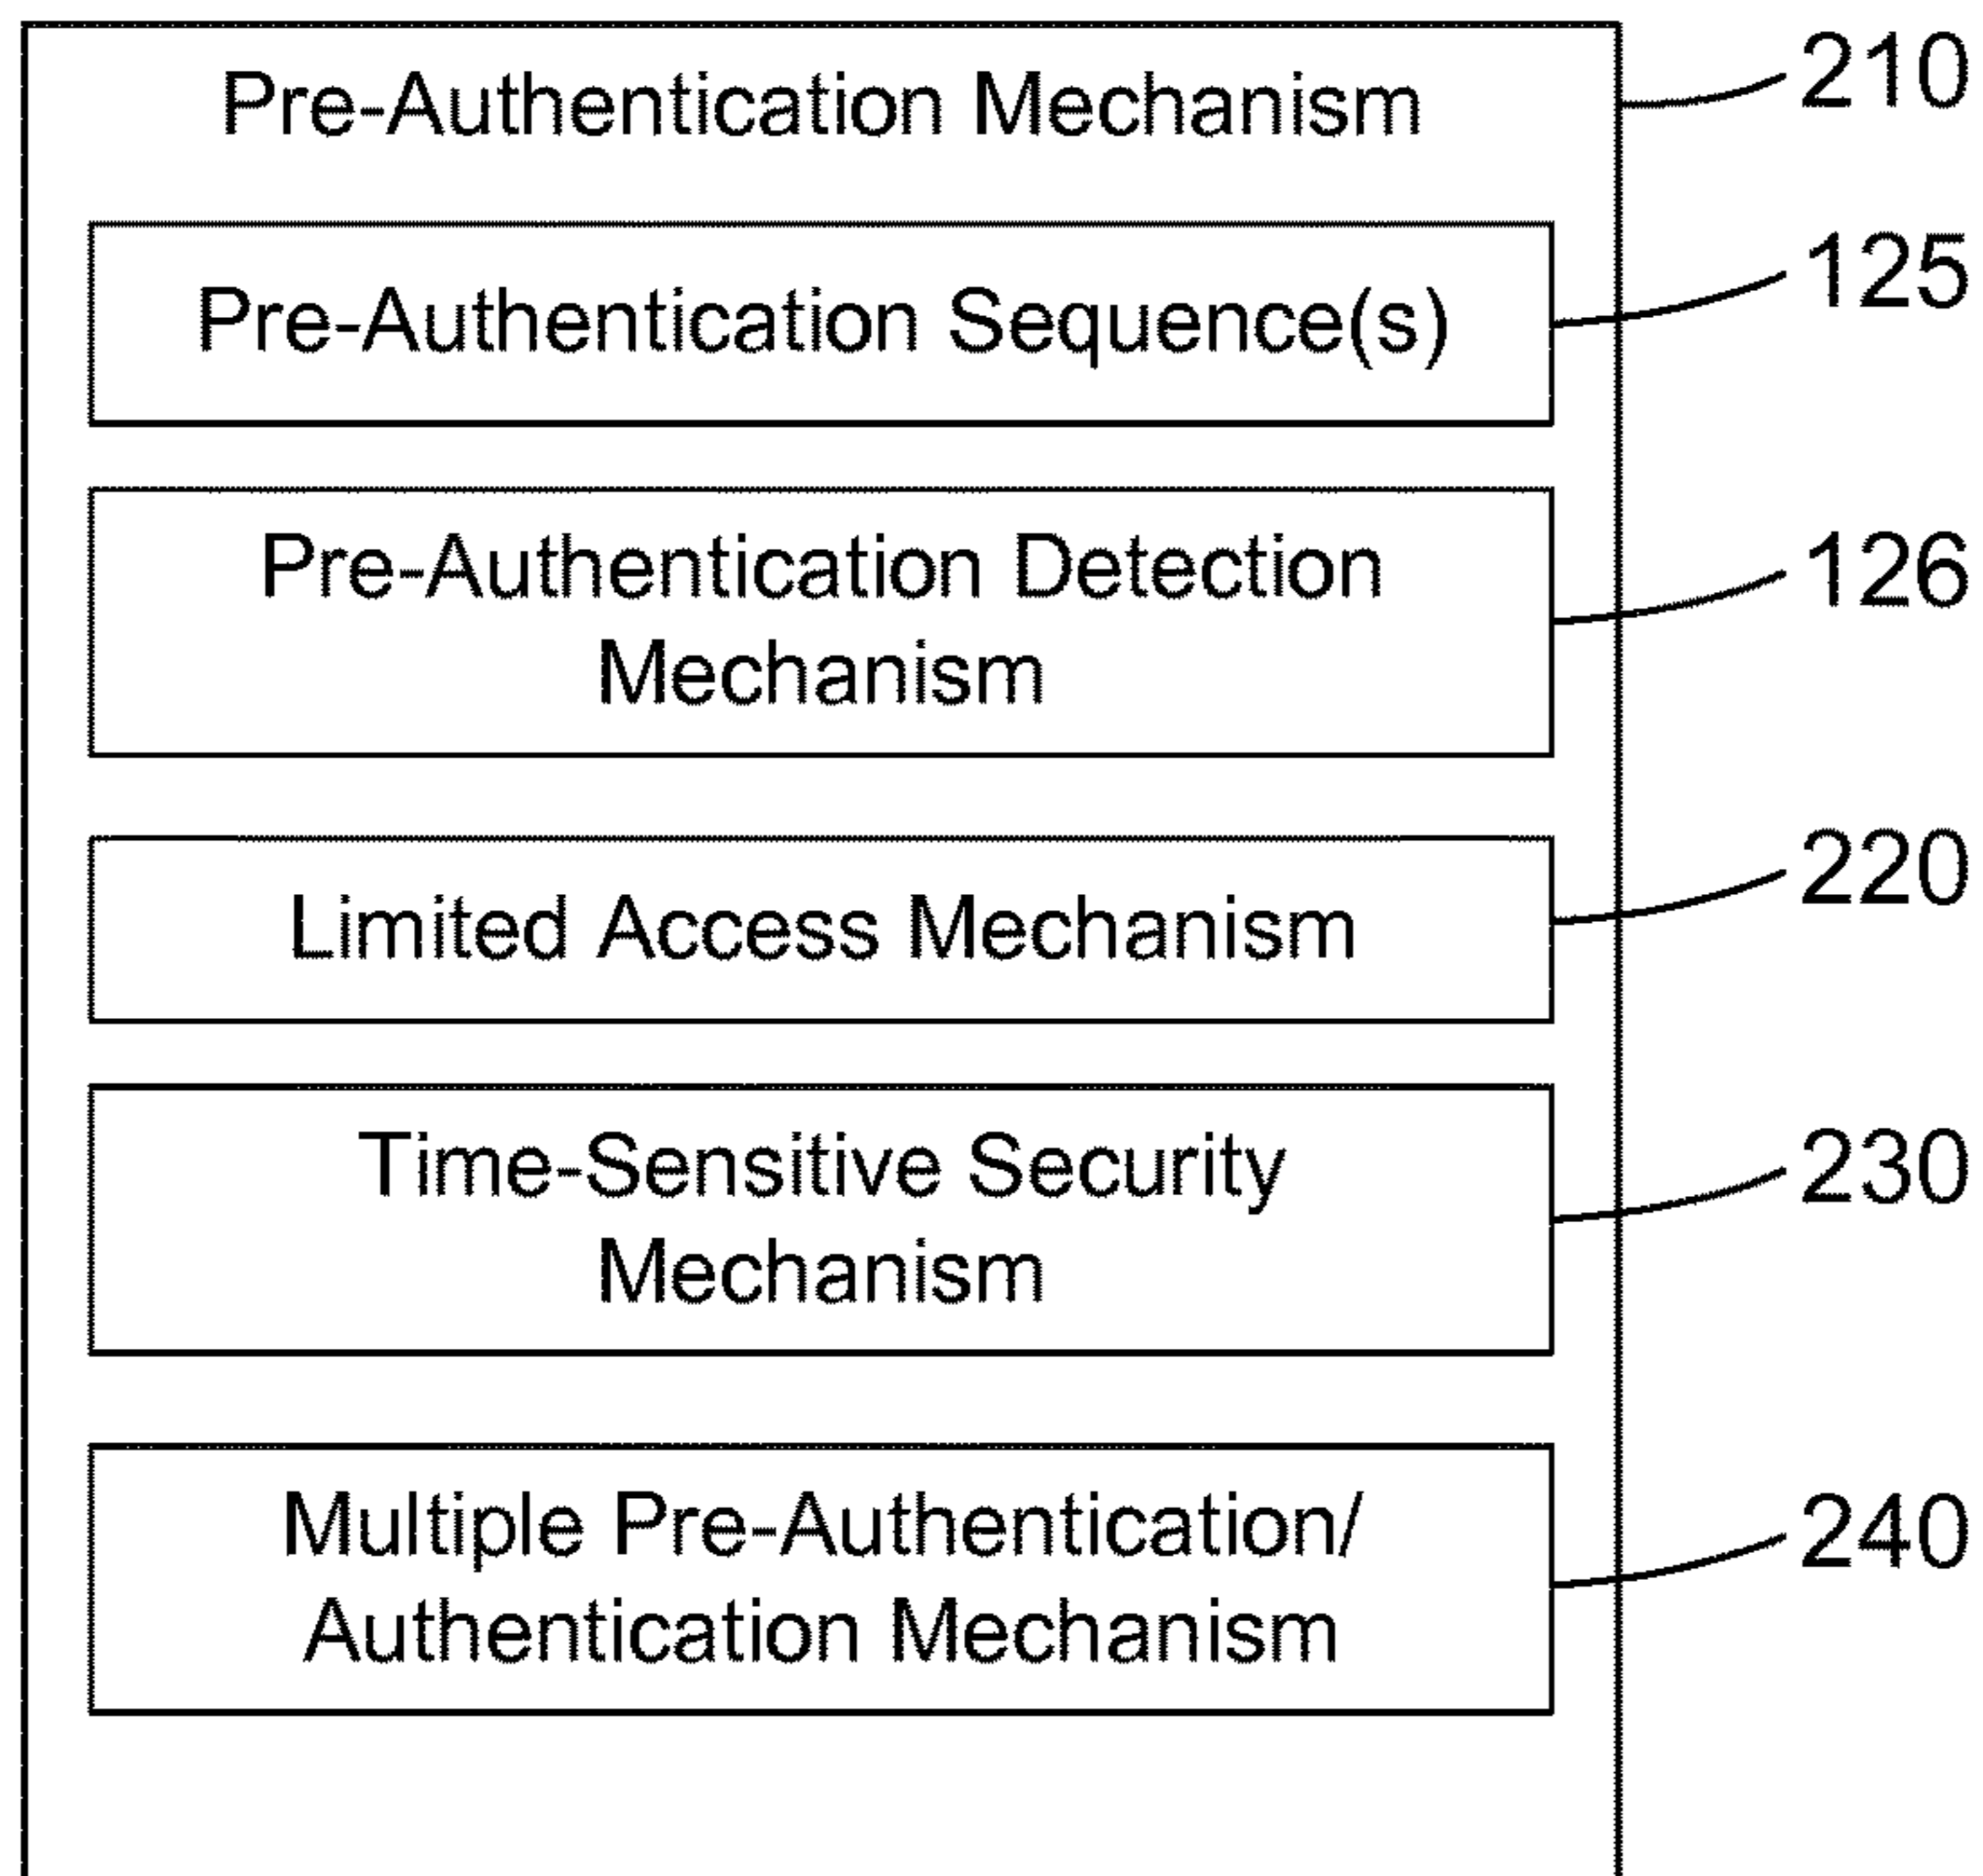 Pre-Authentication Mechanism 210
Pre-Authentication Sequence(s) 125
Pre-Authentication Detection 126
Mechanism
Limited Access Mechanism 220
Time-Sensitive Security 230
Mechanism
Multiple Pre-Authentication/ 240
Authentication Mechanism